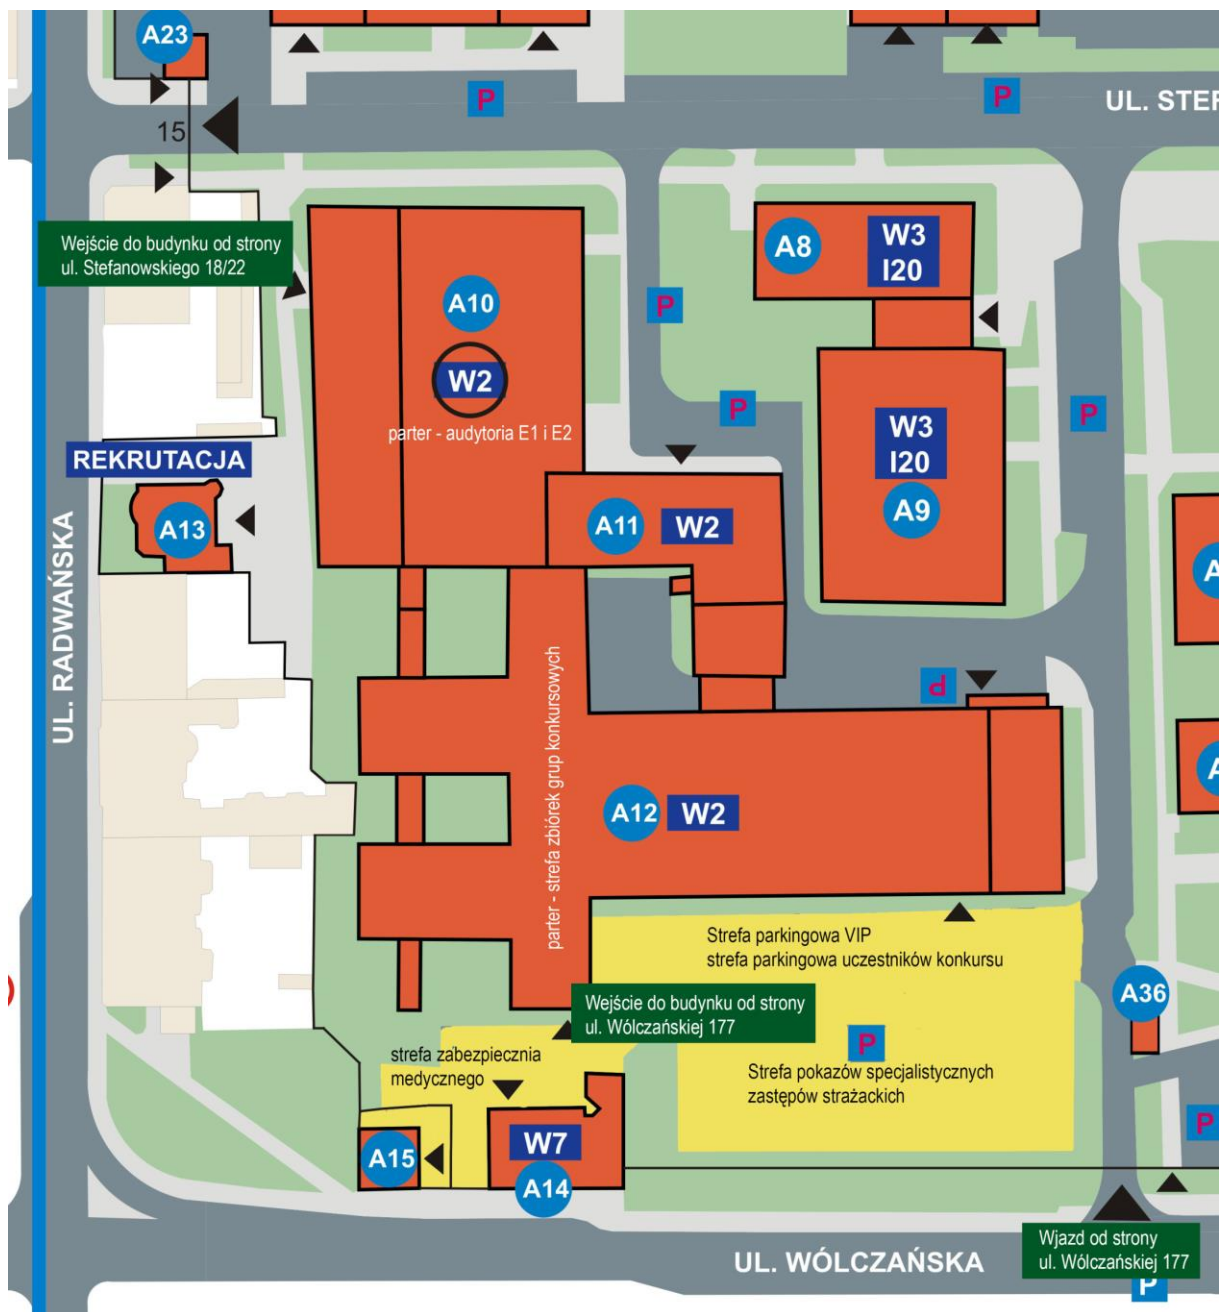 A23
P
P
UL. STEF
15
Wejście do budynku od strony
ul. Stefanowskiego 18/22
A8
W3
I20
A10
P
W2
P
P
parter - audytoria E1 i E2
W3
I20
REKRUTACJA
A9
A13
A11
W2
A
UL. RADWAŃSKA
parter - strefa zbiórek grup konkursowych
P
A
A12
W2
Strefa parkingowa VIP
strefa parkingowa uczestników konkursu
A36
Wejście do budynku od strony
ul. Wólczańskiej 177
P
strefa zabezpiecznia
medycznego
Strefa pokazów specjalistycznych
zastępów strażackich
P
W7
A15
A14
UL. WÓLCZAŃSKA
Wjazd od strony
ul. Wólczańskiej 177
P